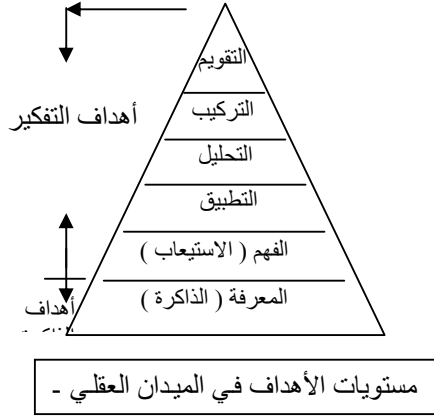 التقويم
التركيب
أهداف التفكير
التحليل
التطبيق
الفهم ( الاستيعاب )
المعرفة ( الذاكرة )
أهداف
مستويات الأهداف في الميدان العقلي -